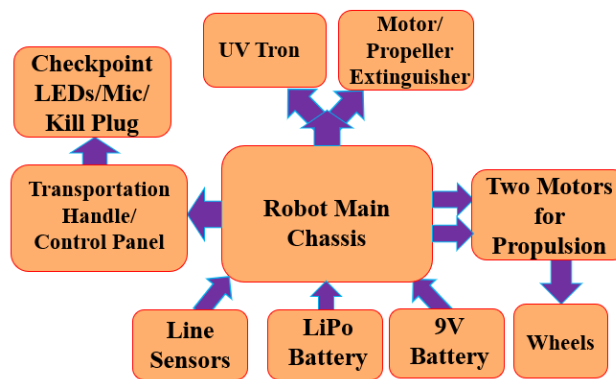 UV Tron
Motor/
Propeller
Extinguisher
Checkpoint
LEDs/Mic/
Kill Plug
Transportation
Handle/
Control Panel
Robot Main
Chassis
Two Motors
for
Propulsion
Line
Sensors
LiPo
Battery
9V
Battery
Wheels